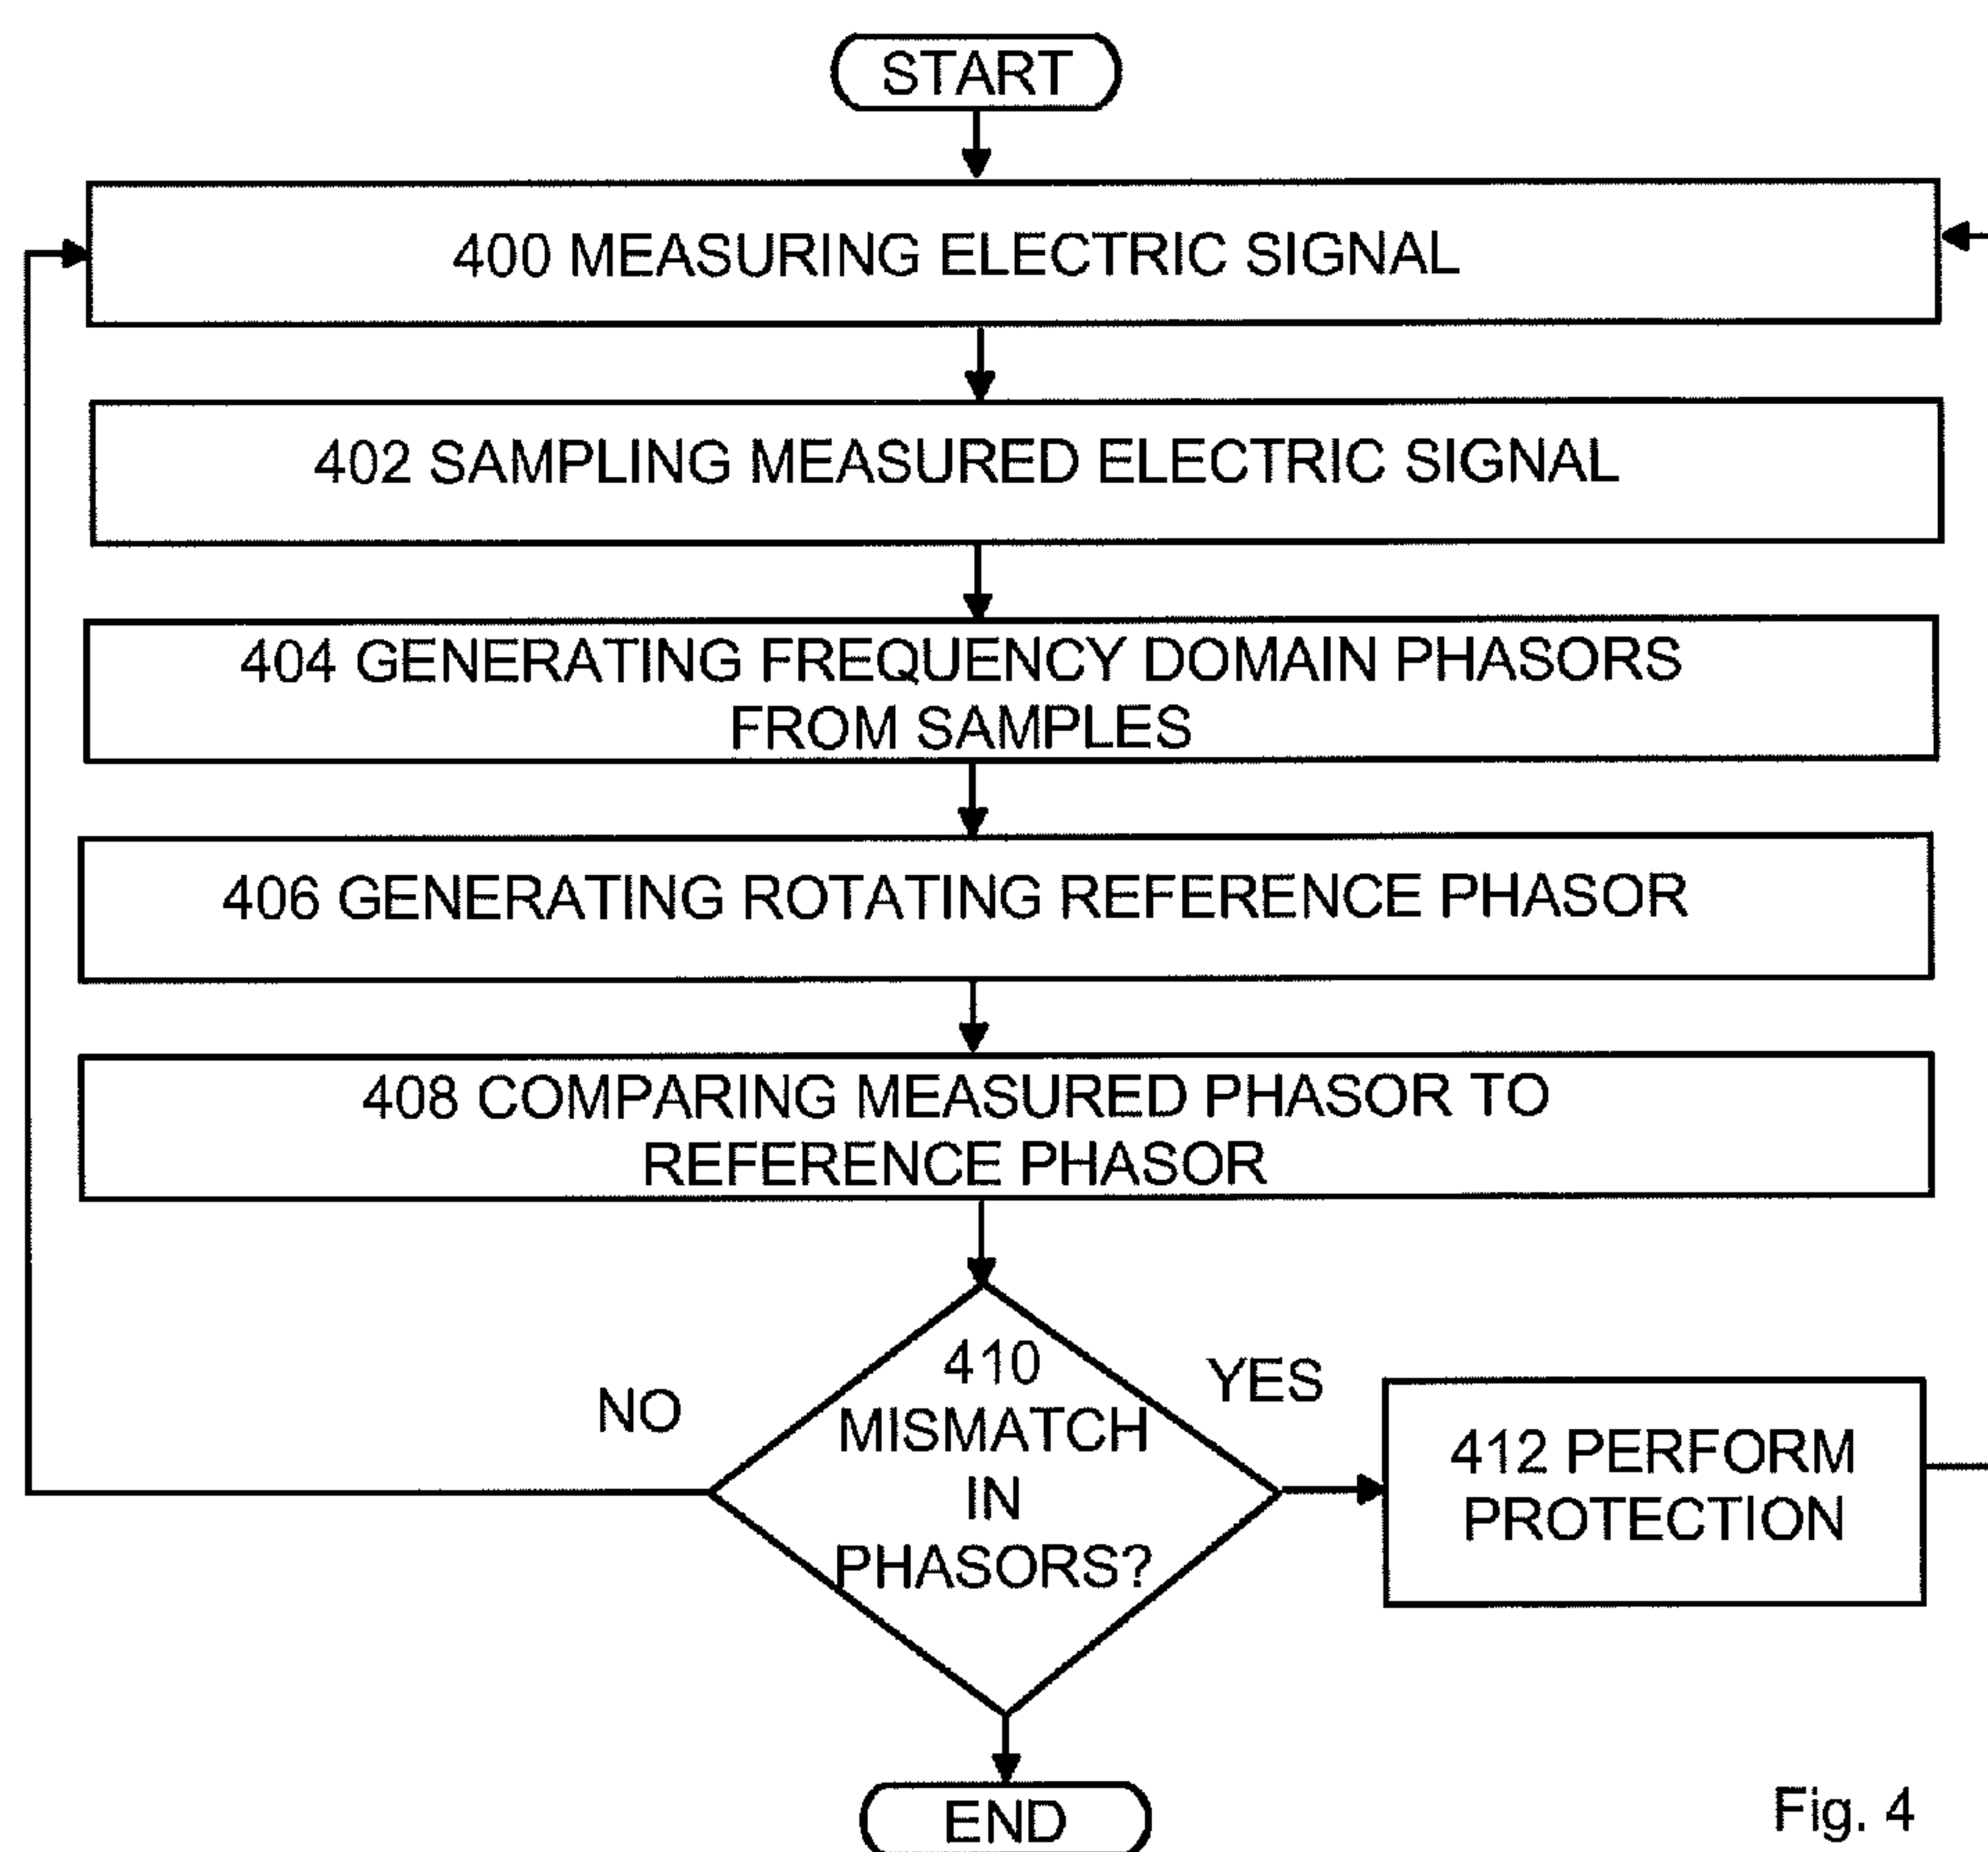 START
400 MEASURING ELECTRIC SIGNAL
402 SAMPLING MEASURED ELECTRIC SIGNAL
404 GENERATING FREQUENCY DOMAIN PHASORS
FROM SAMPLES
406 GENERATING ROTATING REFERENCE PHASOR
408 COMPARING MEASURED PHASOR TO
REFERENCE PHASOR
410
MISMATCH
IN
PHASORS?
NO
YES
412 PERFORM
PROTECTION
END
Fig. 4